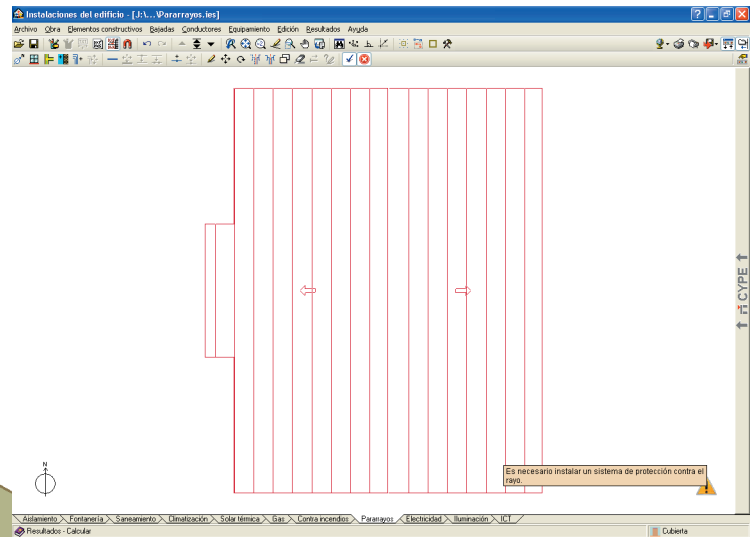 Instalaciones del edificio - [J:\...\Pararrayos.ies]
Archivo Obra Elementos constructivos Bajadas Conductores Equipamiento Edición Resultados Ayuda
CYPE
N
Es necesario instalar un sistema de protección contra el
rayo.
Aislamiento Fontanería Saneamiento Climatización Solar térmica Gas Contra incendios Pararrayos Electricidad Iluminación ICT
Resultados - Calcular Cubierta